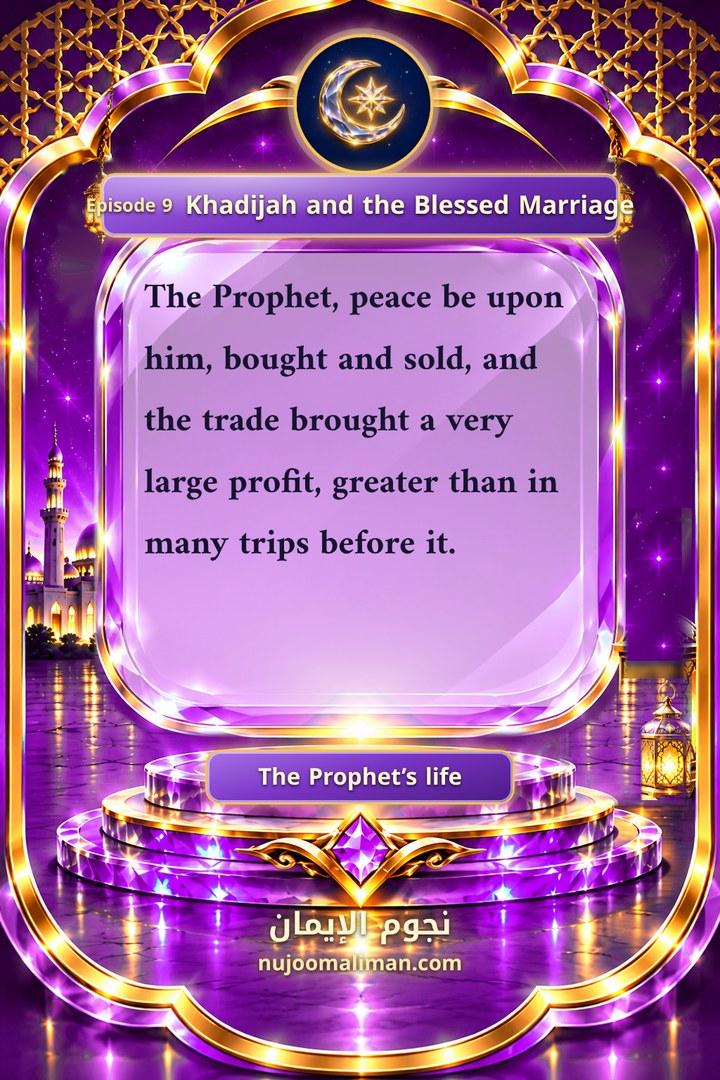 Episode 9 Khadijah and the Blessed Marriage
The Prophet, peace be upon
him, bought and sold, and
the trade brought a very
large profit, greater than in
many trips before it.
The Prophet’s life
نجوم الإيمان
nujoomaliman.com